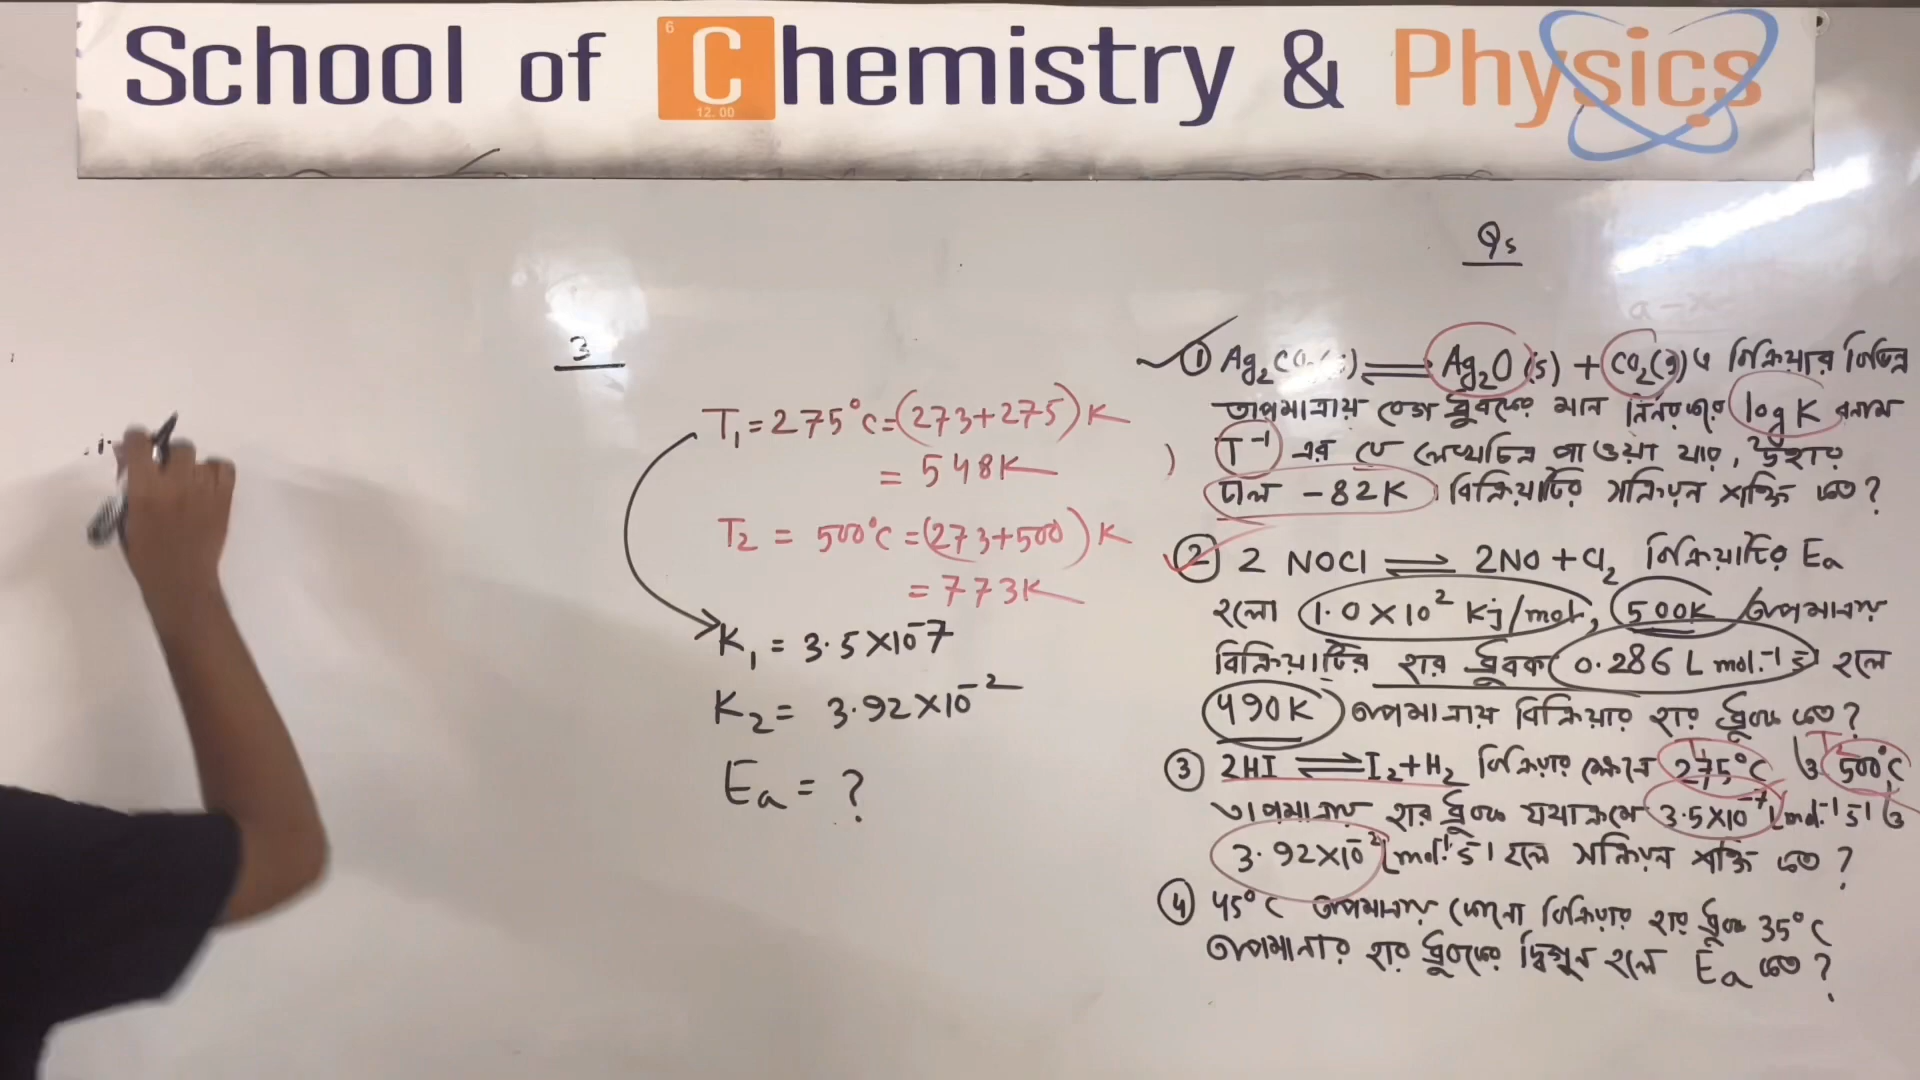 School of Chemistry & Physics
6
12.00
Qs
3
T₁ = 275°C = (273+275) K
= 548K
T₂ = 500°C = (273+500) K
= 773K
K₁ = 3.5×10⁻⁷
K₂ = 3.92×10⁻²
Eₐ = ?
① Ag₂CO₃(s) ⇌ Ag₂O(s) + CO₂(g) এ বিক্রিয়ার বিভিন্ন
তাপমাত্রায় বেগ ধ্রুবকের মান নির্ণয় করে log K বনাম
T⁻¹ এর যে লেখচিত্র পাওয়া যায়, উহার
ঢাল -82K । বিক্রিয়াটির সক্রিয়ন শক্তি কত?
② 2 NOCl ⇌ 2NO + Cl₂ বিক্রিয়াটির Ea
হলো 1.0×10² Kj/mol, 500K তাপমাত্রায়
বিক্রিয়াটির হার ধ্রুবক 0.286 L mol⁻¹ s⁻¹ হলে
490K তাপমাত্রায় বিক্রিয়ার হার ধ্রুবক কত?
③ 2HI ⇌ I₂ + H₂ বিক্রিয়ার ক্ষেত্রে 275°C ও 500°C
তাপমাত্রায় হার ধ্রুবক যথাক্রমে 3.5×10⁻⁷ L mol⁻¹ s⁻¹ ও
3.92×10⁻² L mol⁻¹ s⁻¹ হলে সক্রিয়ন শক্তি কত?
④ 45°C তাপমাত্রায় কোনো বিক্রিয়ার হার ধ্রুবক 35°C
তাপমাত্রার হার ধ্রুবকের দ্বিগুন হলে Ea কত?